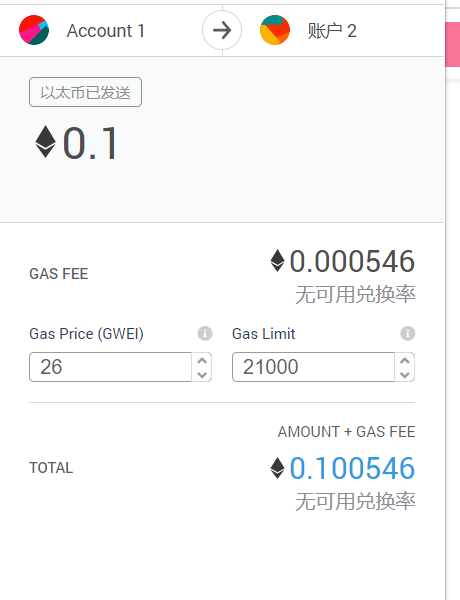 Account 1
账户 2
以太币已发送
0.1
GAS FEE
0.000546
无可用兑换率
Gas Price (GWEI)
Gas Limit
26
21000
AMOUNT + GAS FEE
TOTAL
0.100546
无可用兑换率